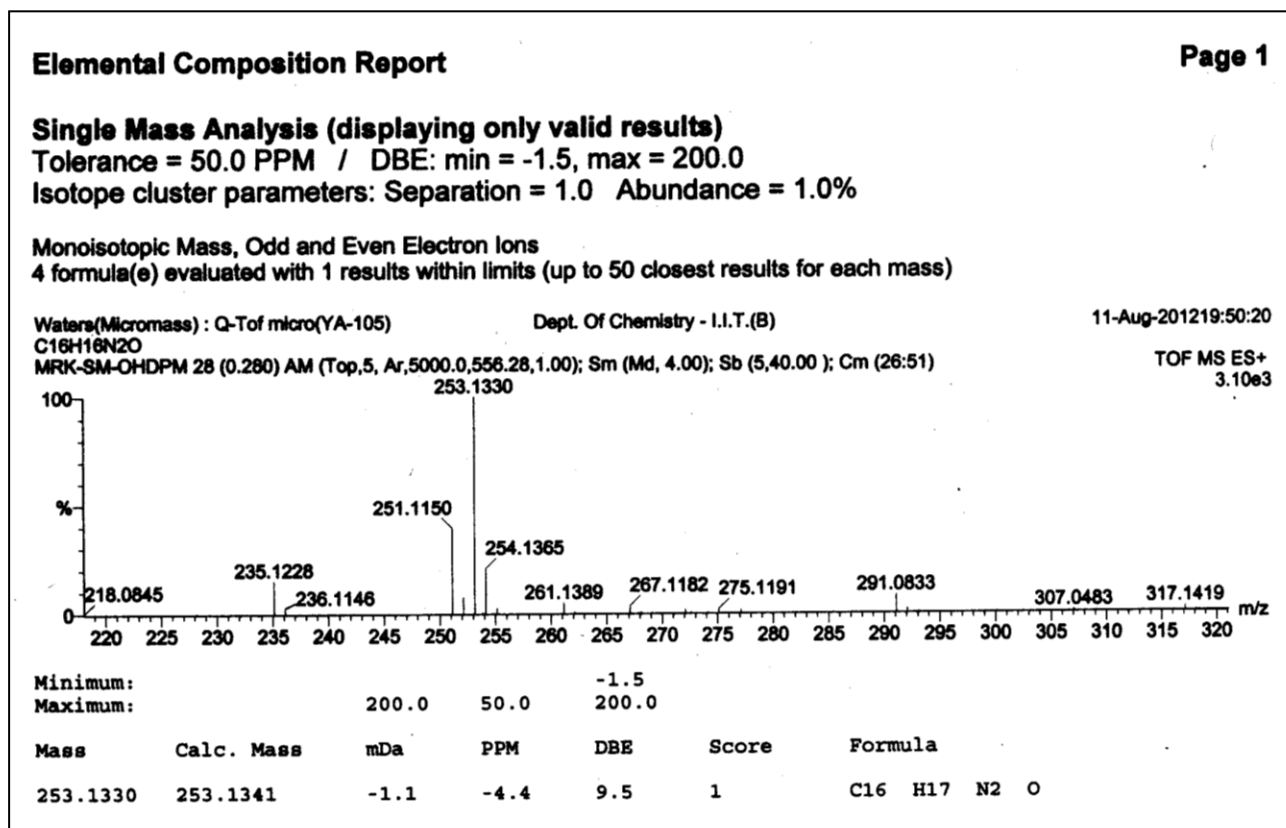 Elemental Composition Report Page 1
Single Mass Analysis (displaying only valid results)
Tolerance = 50.0 PPM / DBE: min = -1.5, max = 200.0
Isotope cluster parameters: Separation = 1.0 Abundance = 1.0%
Monoisotopic Mass, Odd and Even Electron Ions
4 formula(e) evaluated with 1 results within limits (up to 50 closest results for each mass)
Waters(Micromass) : Q-Tof micro(YA-105) Dept. Of Chemistry - I.I.T.(B) 11-Aug-201219:50:20
C16H16N2O
MRK-SM-OHDPM 28 (0.280) AM (Top,5, Ar,5000.0,556.28,1.00); Sm (Md, 4.00); Sb (5,40.00 ); Cm (26:51) TOF MS ES+
3.10e3
100
253.1330
%
251.1150
254.1365
235.1228
218.0845 236.1146 261.1389 267.1182 275.1191 291.0833 307.0483 317.1419
0 m/z
220 225 230 235 240 245 250 255 260 265 270 275 280 285 290 295 300 305 310 315 320
Minimum: -1.5
Maximum: 200.0 50.0 200.0
Mass Calc. Mass mDa PPM DBE Score Formula
253.1330 253.1341 -1.1 -4.4 9.5 1 C16 H17 N2 O